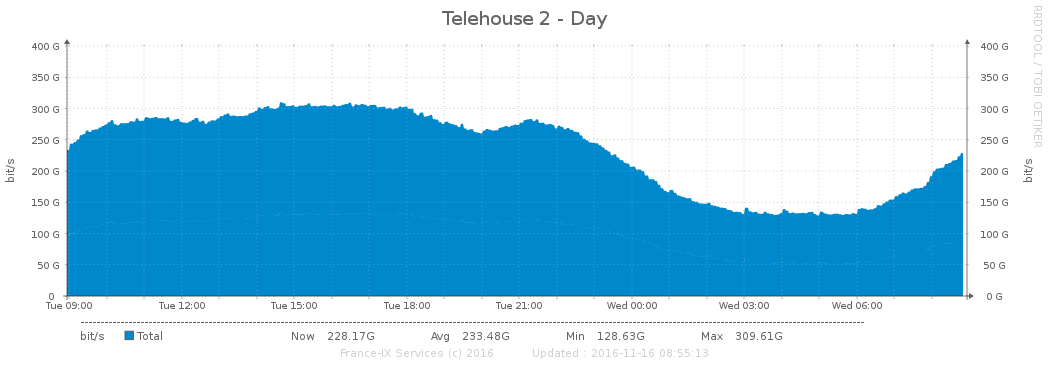 Telehouse 2 - Day
RRDTOOL / TOBI OETIKER
400 G 400 G
350 G 350 G
300 G 300 G
250 G 250 G
200 G 200 G
150 G 150 G
100 G 100 G
50 G 50 G
0 0 G
bit/s bit/s
Tue 09:00 Tue 12:00 Tue 15:00 Tue 18:00 Tue 21:00 Wed 00:00 Wed 03:00 Wed 06:00
bit/s Total Now 228.17G Avg 233.48G Min 128.63G Max 309.61G
France-IX Services (c) 2016 Updated : 2016-11-16 08:55:13